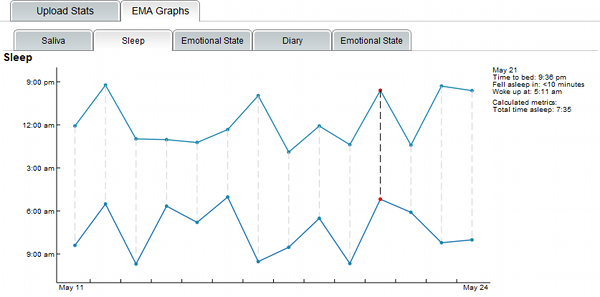 Upload Stats EMA Graphs
Saliva Sleep Emotional State Diary Emotional State
Sleep
May 21
Time to bed: 9:36 pm
Fell asleep in: <10 minutes
Woke up at: 5:11 am
Calculated metrics:
Total time asleep: 7:35
9:00 pm
12:00 am
3:00 am
6:00 am
9:00 am
May 11 May 24